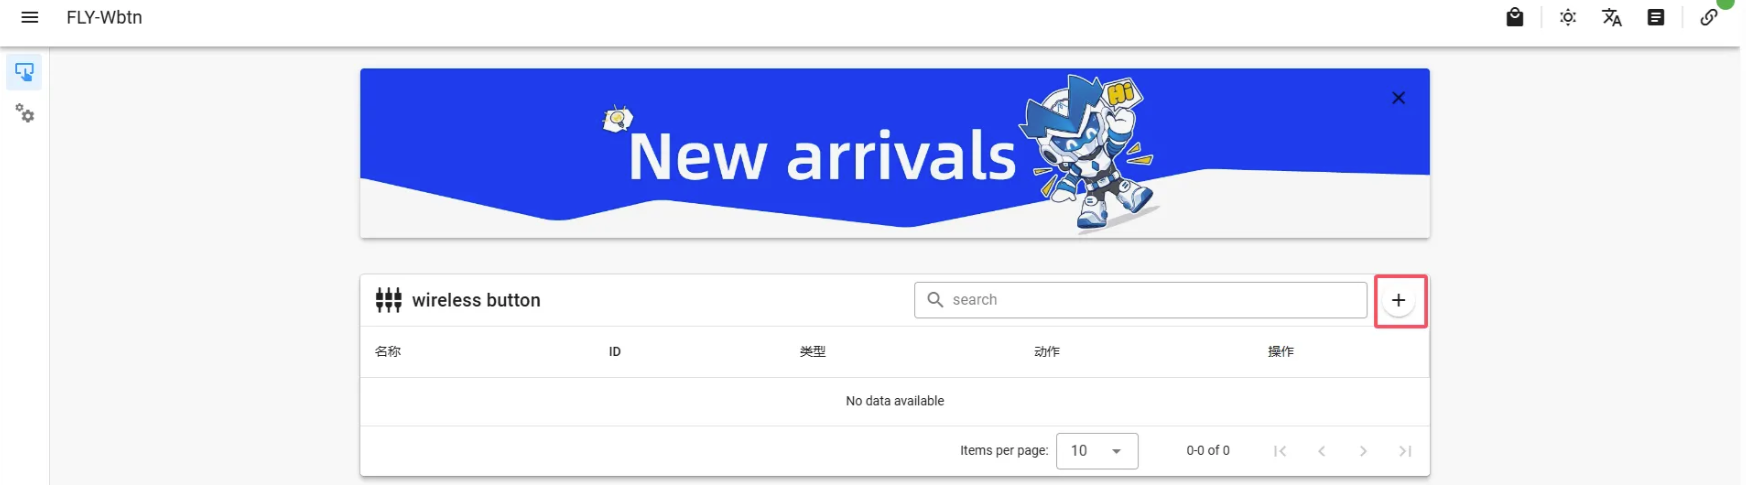 FLY-Wbtn
Hi
New arrivals
wireless button
search
名称 ID 类型 动作 操作
No data available
Items per page: 10 0-0 of 0